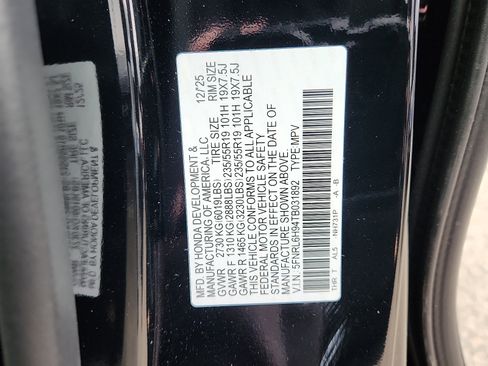 MFD. BY HONDA DEVELOPMENT & 12/25
MANUFACTURING OF AMERICA, LLC
GVWR 2730 KG(6019LBS) TIRE SIZE RIM SIZE
GAWR F 1310 KG(2888LBS)235/55R19 101H 19X7.5J
GAWR R 1465 KG(3230LBS)235/55R19 101H 19X7.5J
THIS VEHICLE CONFORMS TO ALL APPLICABLE
FEDERAL MOTOR VEHICLE SAFETY
STANDARDS IN EFFECT ON THE DATE OF
MANUFACTURE SHOWN ABOVE.
V.I.N. 5FNRL6H94TB031892 TYPE MPV
THR T ALS NH731P A -B